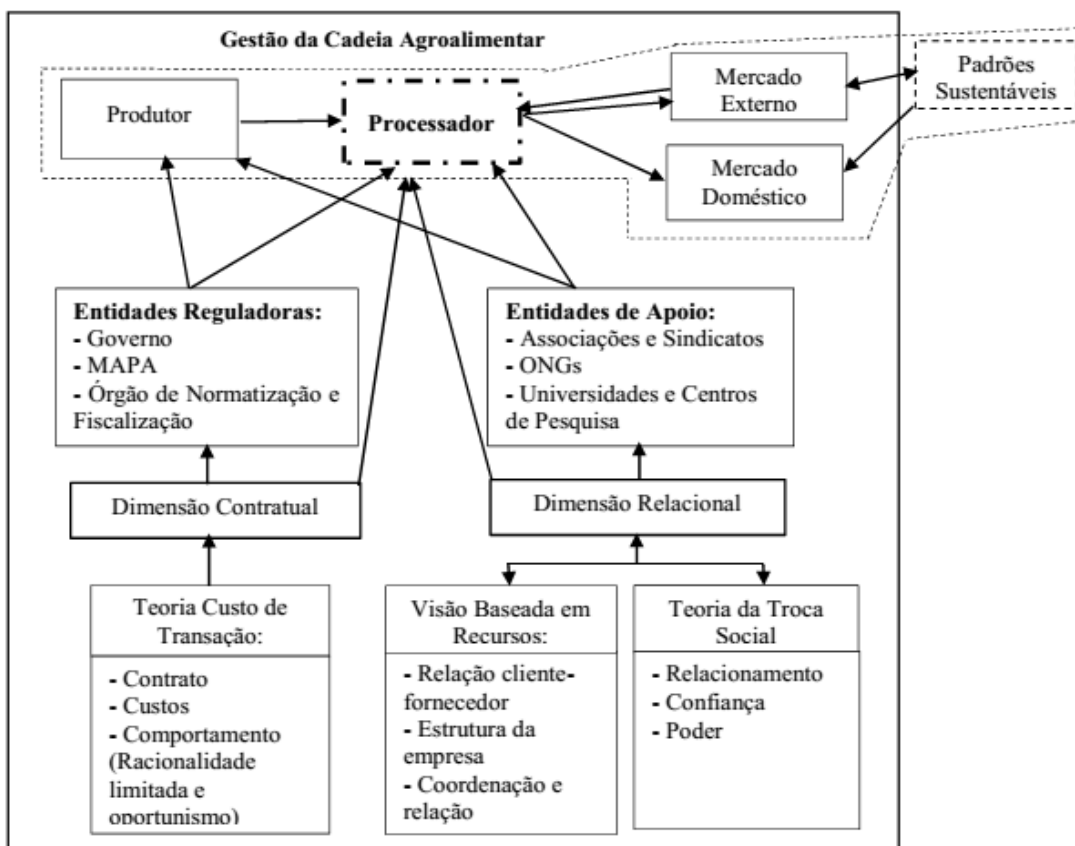 Gestão da Cadeia Agroalimentar
Produtor
Processador
Mercado
Externo
Padrões
Sustentáveis
Mercado
Doméstico
Entidades Reguladoras:
- Governo
- MAPA
- Órgão de Normatização e
Fiscalização
Entidades de Apoio:
- Associações e Sindicatos
- ONGs
- Universidades e Centros
de Pesquisa
Dimensão Contratual
Dimensão Relacional
Teoria Custo de
Transação:
- Contrato
- Custos
- Comportamento
(Racionalidade
limitada e
oportunismo)
Visão Baseada em
Recursos:
- Relação cliente-
fornecedor
- Estrutura da
empresa
- Coordenação e
relação
Teoria da Troca
Social
- Relacionamento
- Confiança
- Poder